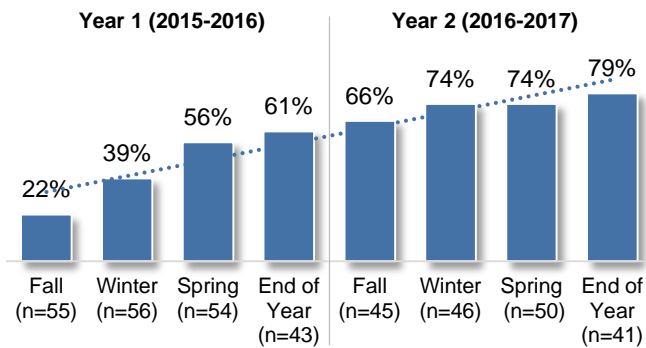 Year 1 (2015-2016)
Year 2 (2016-2017)
22%
39%
56%
61%
66%
74%
74%
79%
Fall
(n=55)
Winter
(n=56)
Spring
(n=54)
End of
Year
(n=43)
Fall
(n=45)
Winter
(n=46)
Spring
(n=50)
End of
Year
(n=41)